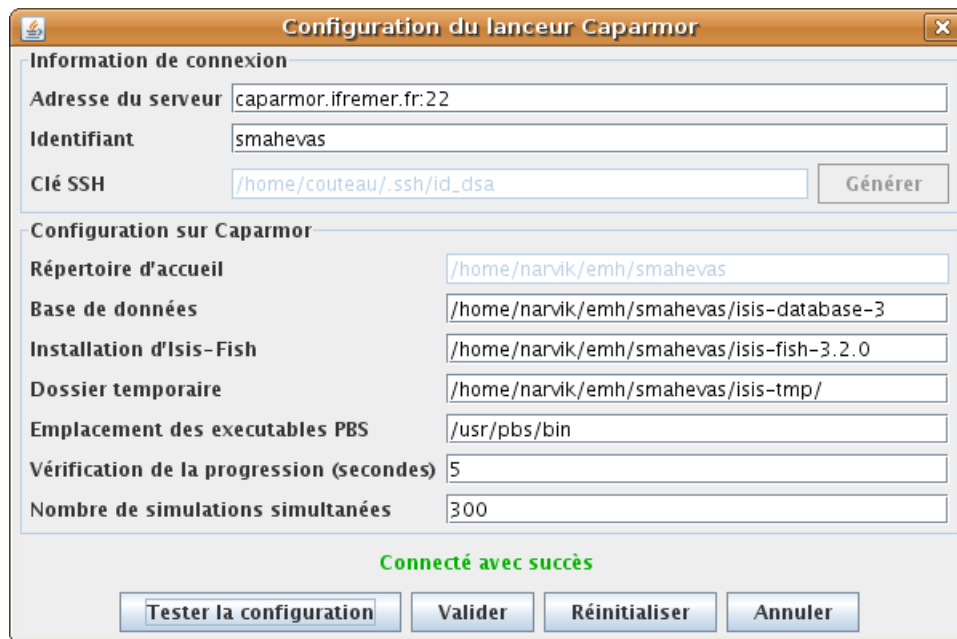 Configuration du lanceur Caparmor
Information de connexion
Adresse du serveur caparmor.ifremer.fr:22
Identifiant smahevas
Clé SSH /home/couteau/.ssh/id_dsa Générer
Configuration sur Caparmor
Répertoire d'accueil /home/narvik/emh/smahevas
Base de données /home/narvik/emh/smahevas/isis-database-3
Installation d'Isis-Fish /home/narvik/emh/smahevas/isis-fish-3.2.0
Dossier temporaire /home/narvik/emh/smahevas/isis-tmp/
Emplacement des executables PBS /usr/pbs/bin
Vérification de la progression (secondes) 5
Nombre de simulations simultanées 300
Connecté avec succès
Tester la configuration Valider Réinitialiser Annuler